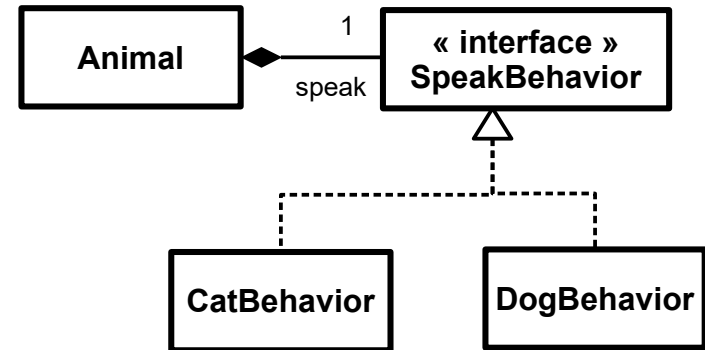 Animal
1
speak
« interface »
SpeakBehavior
CatBehavior
DogBehavior